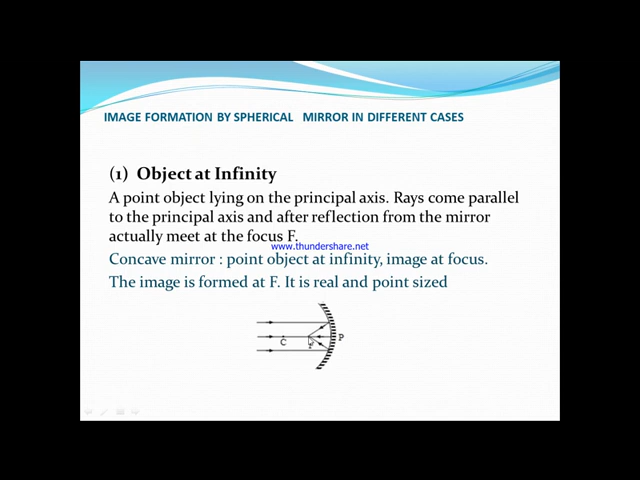 IMAGE FORMATION BY SPHERICAL MIRROR IN DIFFERENT CASES
(1) Object at Infinity
A point object lying on the principal axis. Rays come parallel
to the principal axis and after reflection from the mirror
actually meet at the focus F.
www.thundershare.net
Concave mirror : point object at infinity, image at focus.
The image is formed at F. It is real and point sized
C
F
P